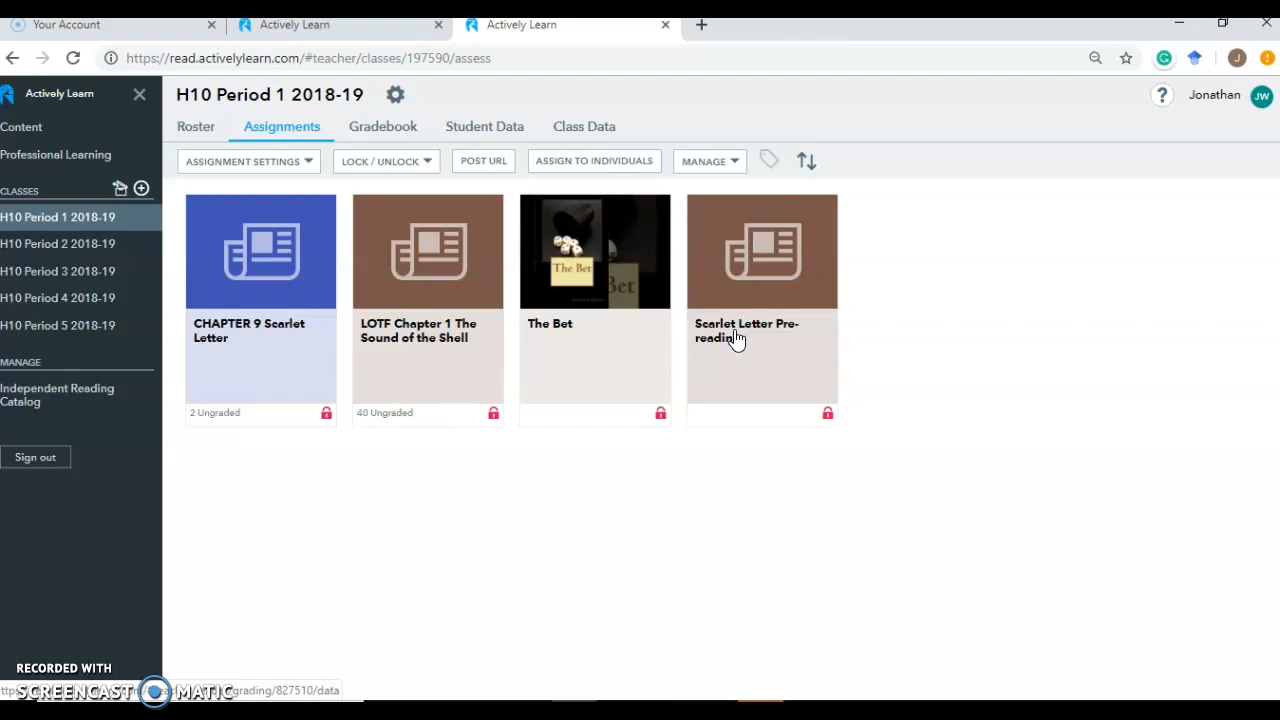 Your Account
Actively Learn
Actively Learn
https://read.activelylearn.com/#teacher/classes/197590/assess
J
Actively Learn
H10 Period 1 2018-19
?
Jonathan
JW
Content
Roster
Assignments
Gradebook
Student Data
Class Data
Professional Learning
ASSIGNMENT SETTINGS
LOCK / UNLOCK
POST URL
ASSIGN TO INDIVIDUALS
MANAGE
CLASSES
H10 Period 1 2018-19
H10 Period 2 2018-19
H10 Period 3 2018-19
H10 Period 4 2018-19
H10 Period 5 2018-19
MANAGE
Independent Reading
Catalog
Sign out
The Bet
Bet
CHAPTER 9 Scarlet
Letter
2 Ungraded
LOTF Chapter 1 The
Sound of the Shell
40 Ungraded
The Bet
Scarlet Letter Pre-
reading
RECORDED WITH
SCREENCAST MATIC
grading/827510/data